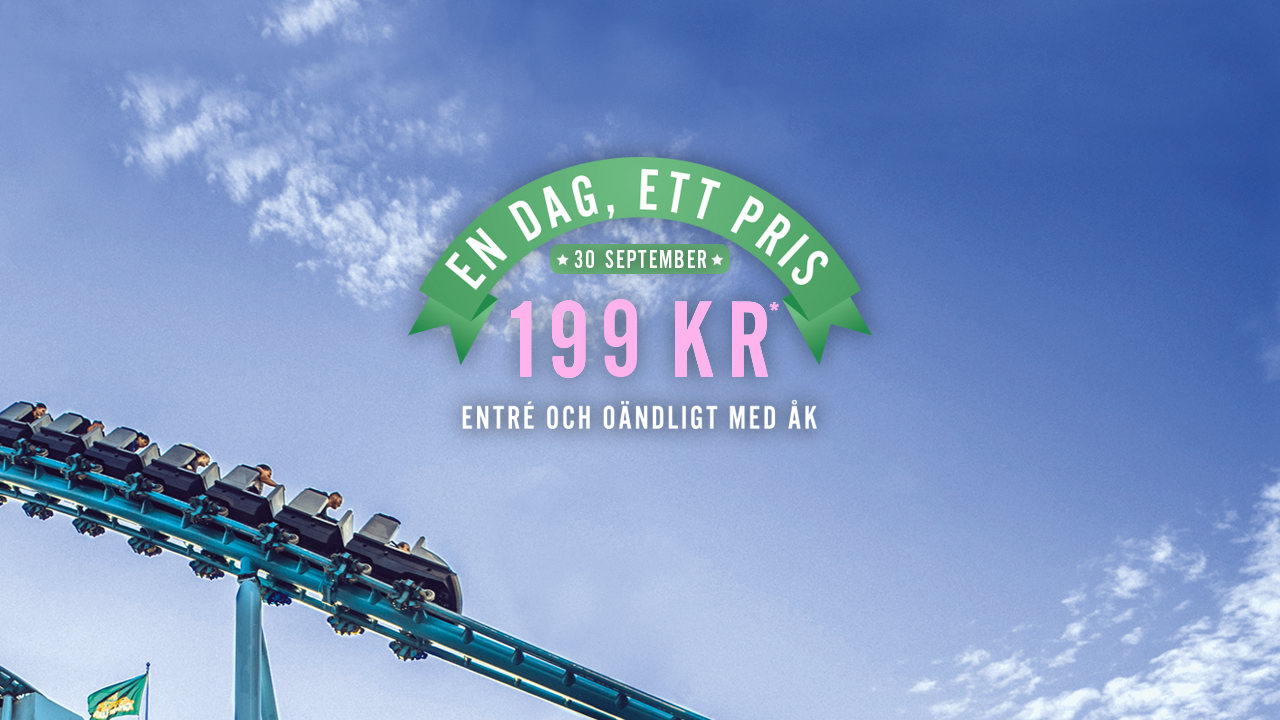 EN DAG, ETT PRIS
★ 30 SEPTEMBER ★
199 KR*
ENTRÉ OCH OÄNDLIGT MED ÅK